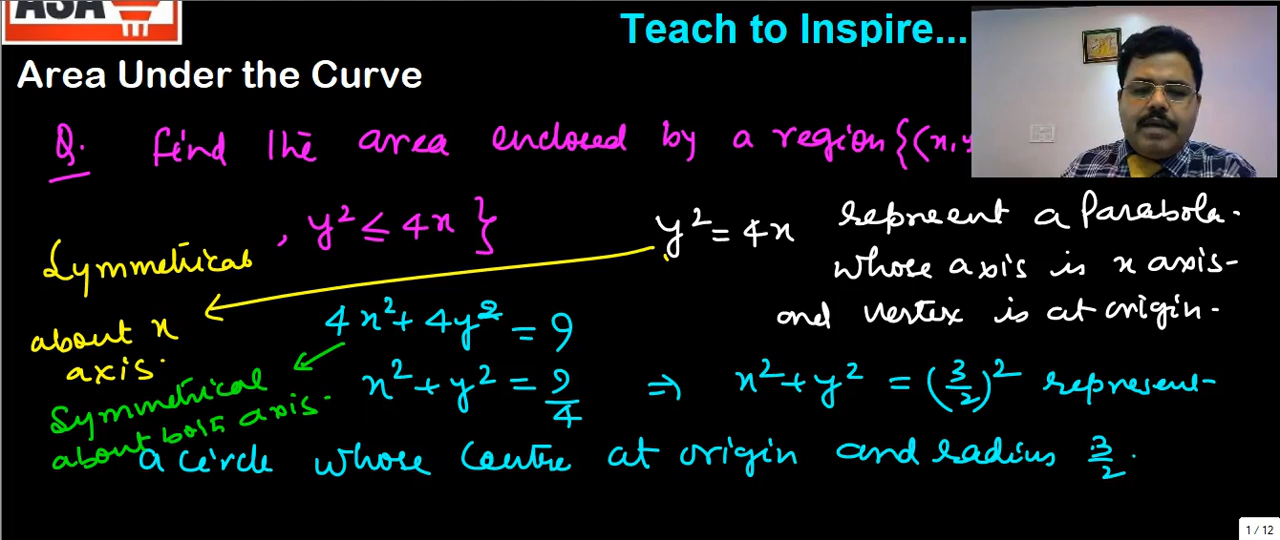 ASA
Teach to Inspire...
Area Under the Curve
Q. Find the area enclosed by a region {(x, y
, y² ≤ 4x }
y² = 4x represent a Parabola.
whose axis is x axis
and vertex is at origin.
Symmetrical
about x
axis.
4x² + 4y² = 9
Symmetrical
about both axis.
x² + y² = 9/4 ⇒ x² + y² = (3/2)² represent
a circle whose centre at origin and radius 3/2.
1 / 12